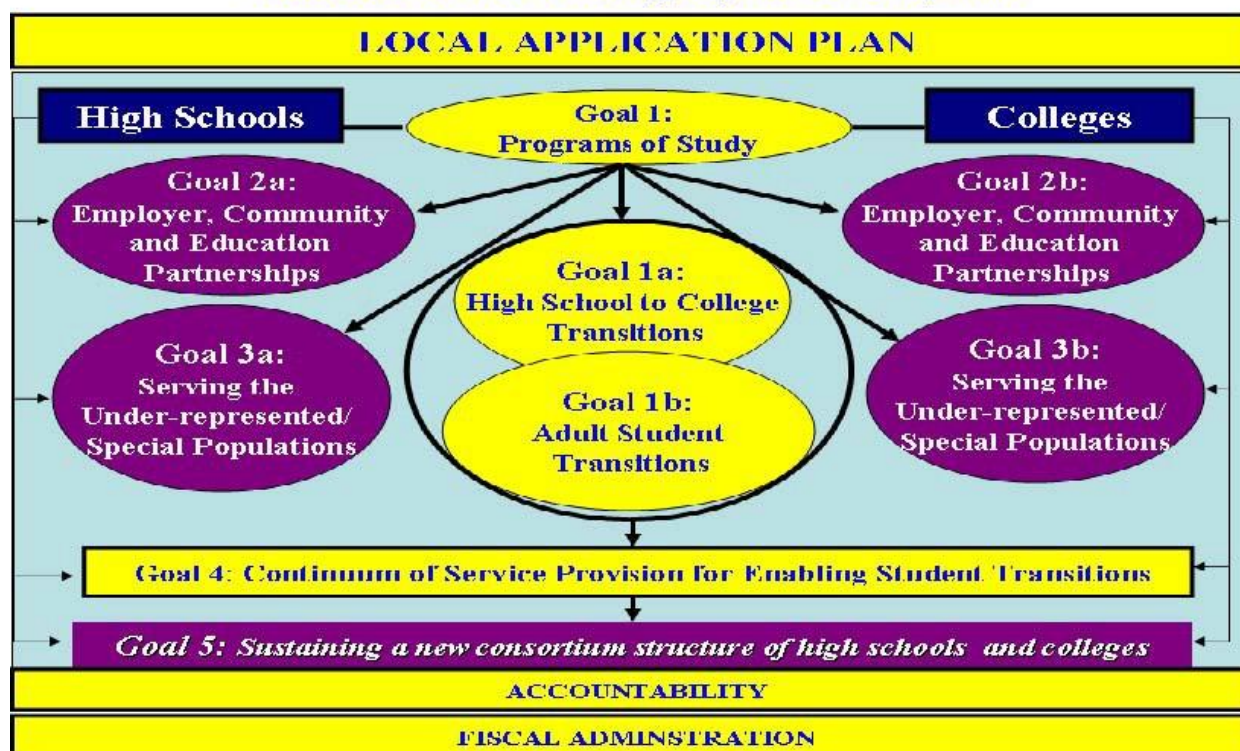 LOCAL APPLICATION PLAN
High Schools
Goal 1:
Programs of Study
Colleges
Goal 2a:
Employer, Community
and Education
Partnerships
Goal 2b:
Employer, Community
and Education
Partnerships
Goal 1a:
High School to College
Transitions
Goal 3a:
Serving the
Under-represented/
Special Populations
Goal 1b:
Adult Student
Transitions
Goal 3b:
Serving the
Under-represented/
Special Populations
Goal 4: Continuum of Service Provision for Enabling Student Transitions
Goal 5: Sustaining a new consortium structure of high schools and colleges
ACCOUNTABILITY
FISCAL ADMINSTRATION